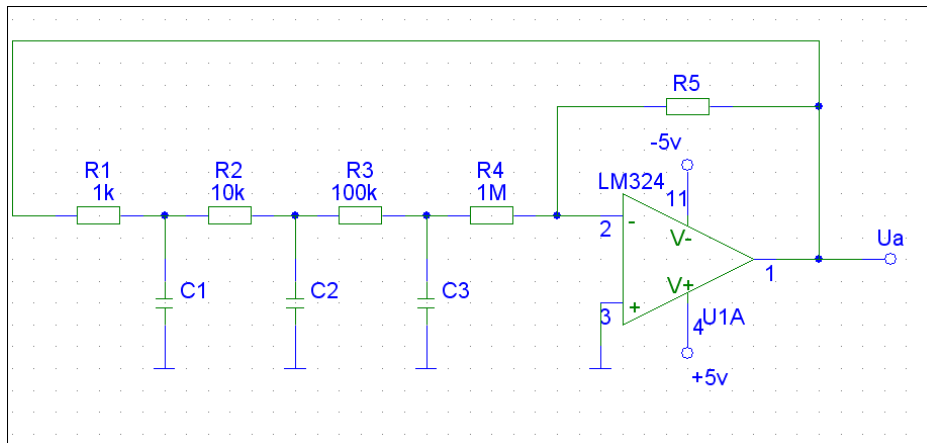 R5
-5v
R1
1k
R2
10k
R3
100k
R4
1M
LM324
11
2
-
V-
Ua
1
C1
C2
C3
V+
3
+
4
U1A
+5v